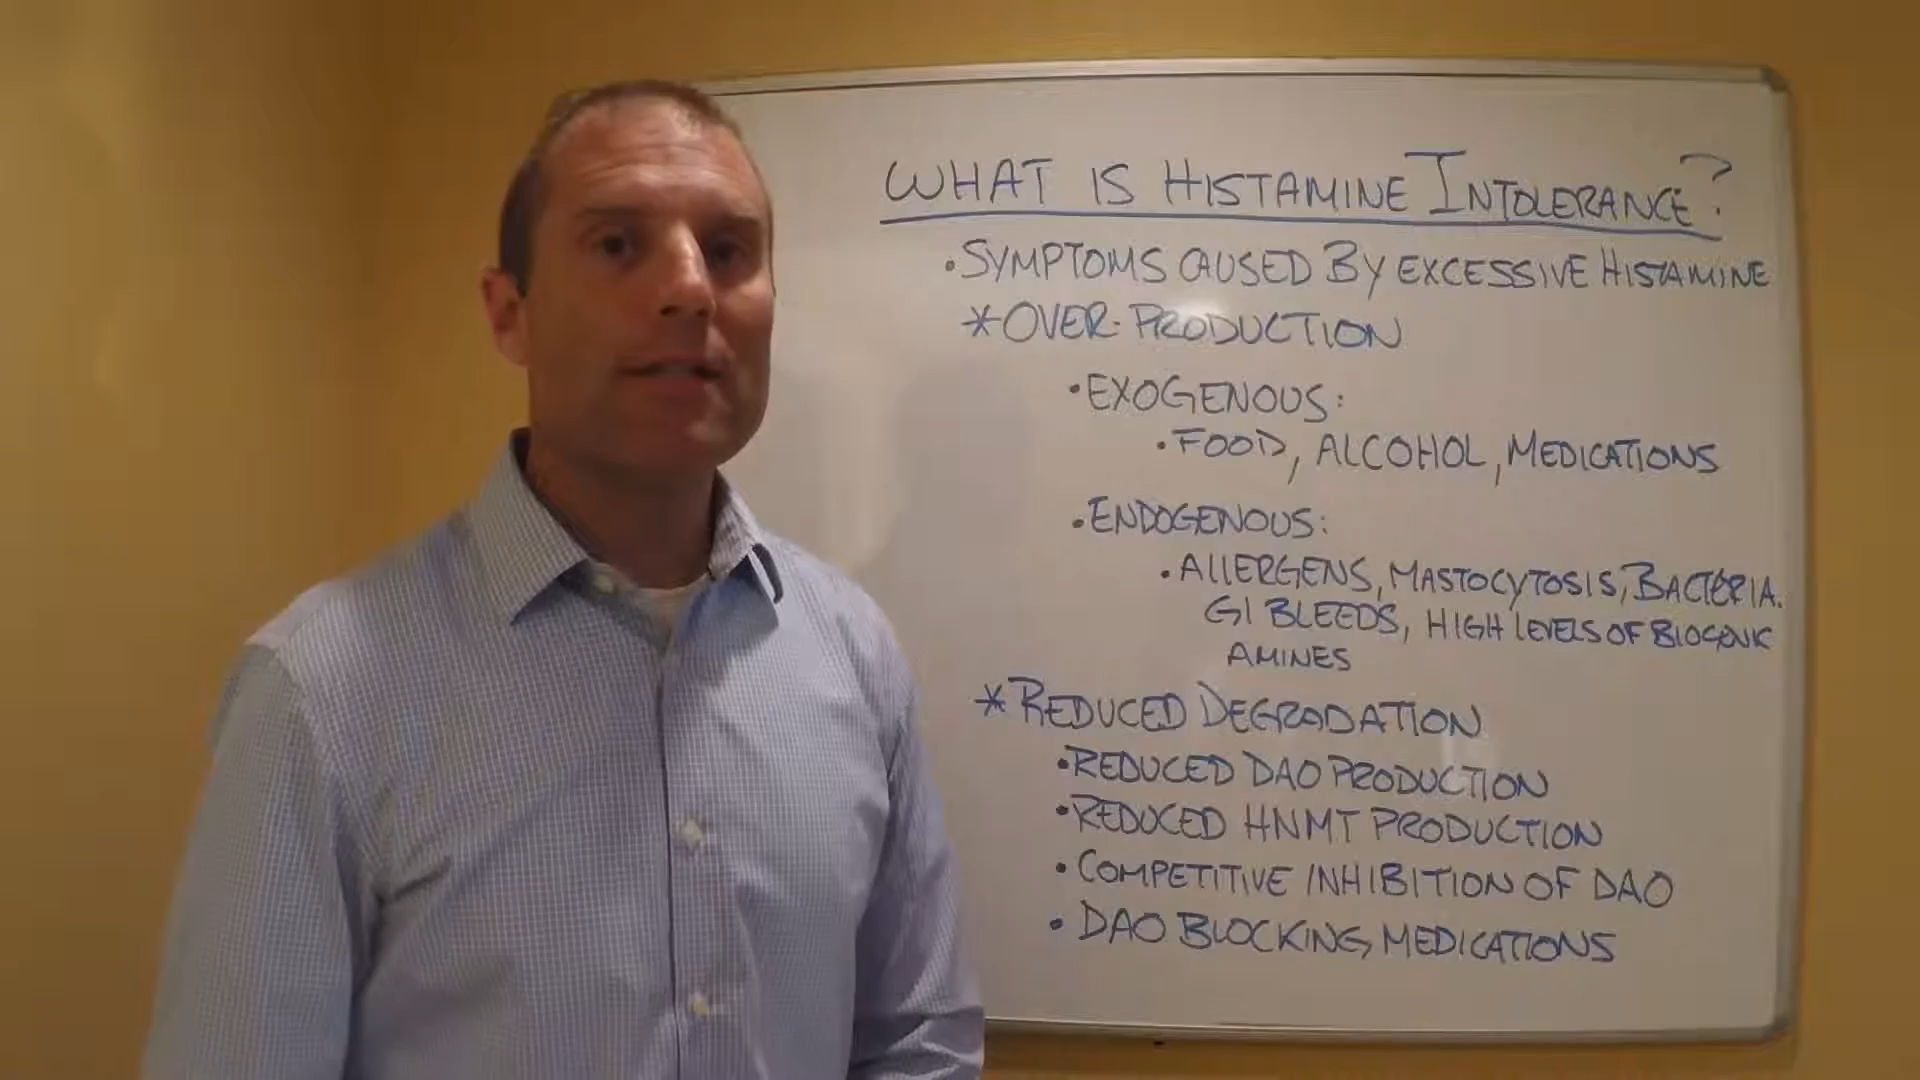 WHAT IS HISTAMINE INTOLERANCE?
• SYMPTOMS CAUSED BY EXCESSIVE HISTAMINE
* OVER-PRODUCTION
• EXOGENOUS:
• FOOD, ALCOHOL, MEDICATIONS
• ENDOGENOUS:
• ALLERGENS, MASTOCYTOSIS, BACTERIA.
GI BLEEDS, HIGH LEVELS OF BIOGENIC
AMINES
* REDUCED DEGRADATION
• REDUCED DAO PRODUCTION
• REDUCED HNMT PRODUCTION
• COMPETITIVE INHIBITION OF DAO
• DAO BLOCKING MEDICATIONS